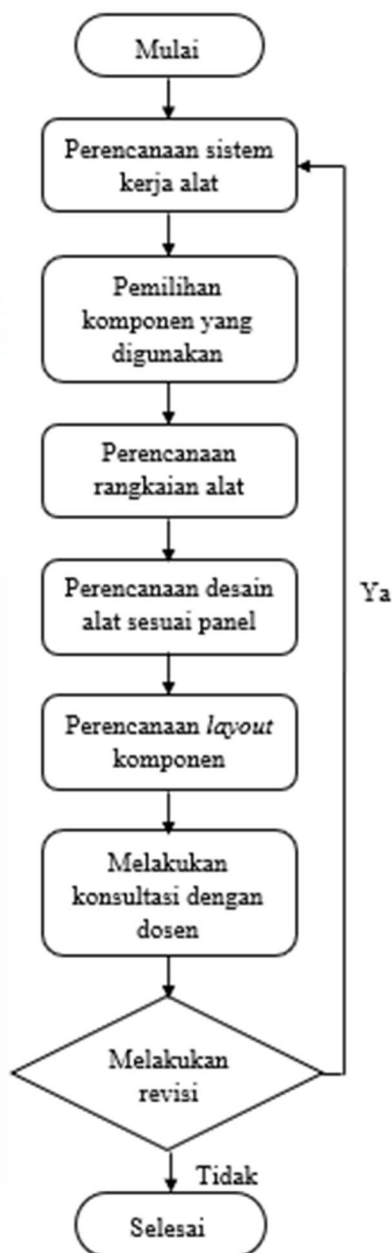 Mulai
Perencanaan sistem
kerja alat
Pemilihan
komponen yang
digunakan
Perencanaan
rangkaian alat
Perencanaan desain
alat sesuai panel
Ya
Perencanaan layout
komponen
Melakukan
konsultasi dengan
dosen
Melakukan
revisi
Tidak
Selesai